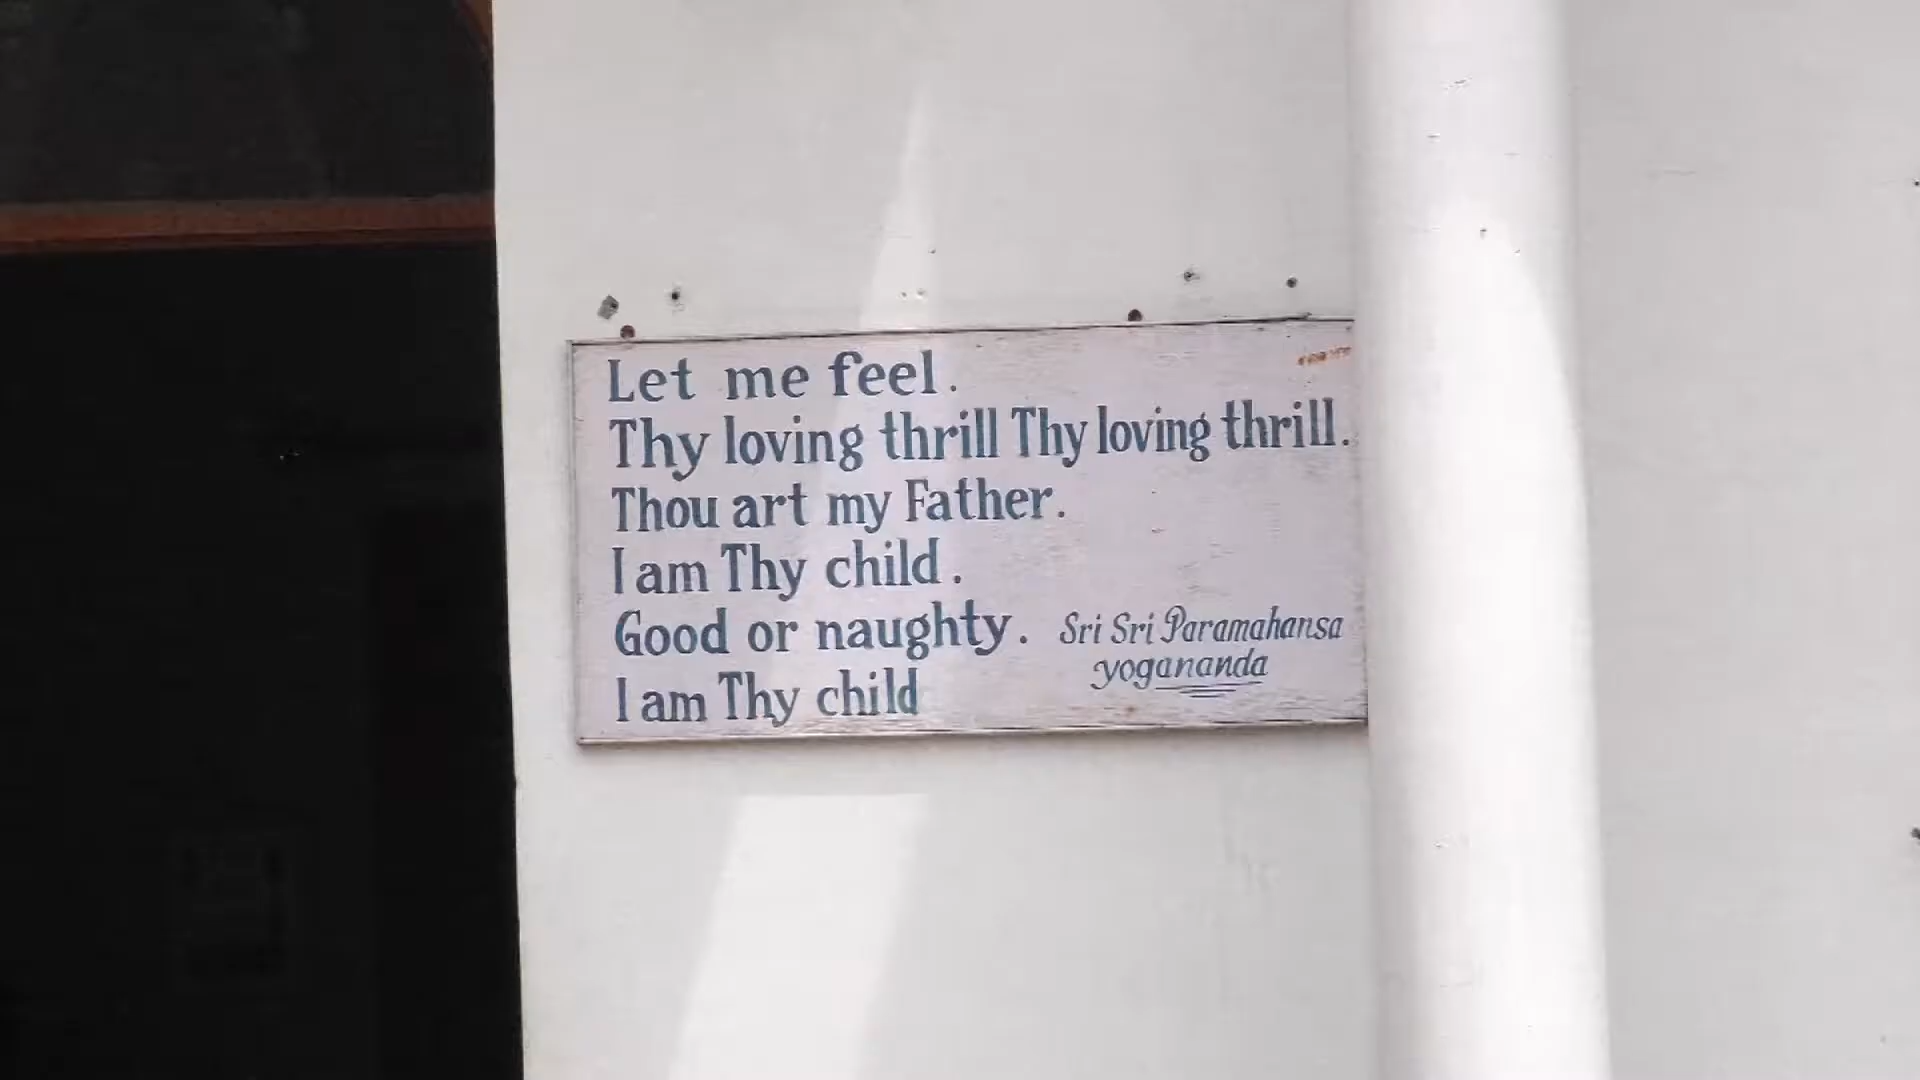 Let me feel.
Thy loving thrill Thy loving thrill.
Thou art my Father.
I am Thy child.
Good or naughty.
I am Thy child
Sri Sri Paramahansa
yogananda